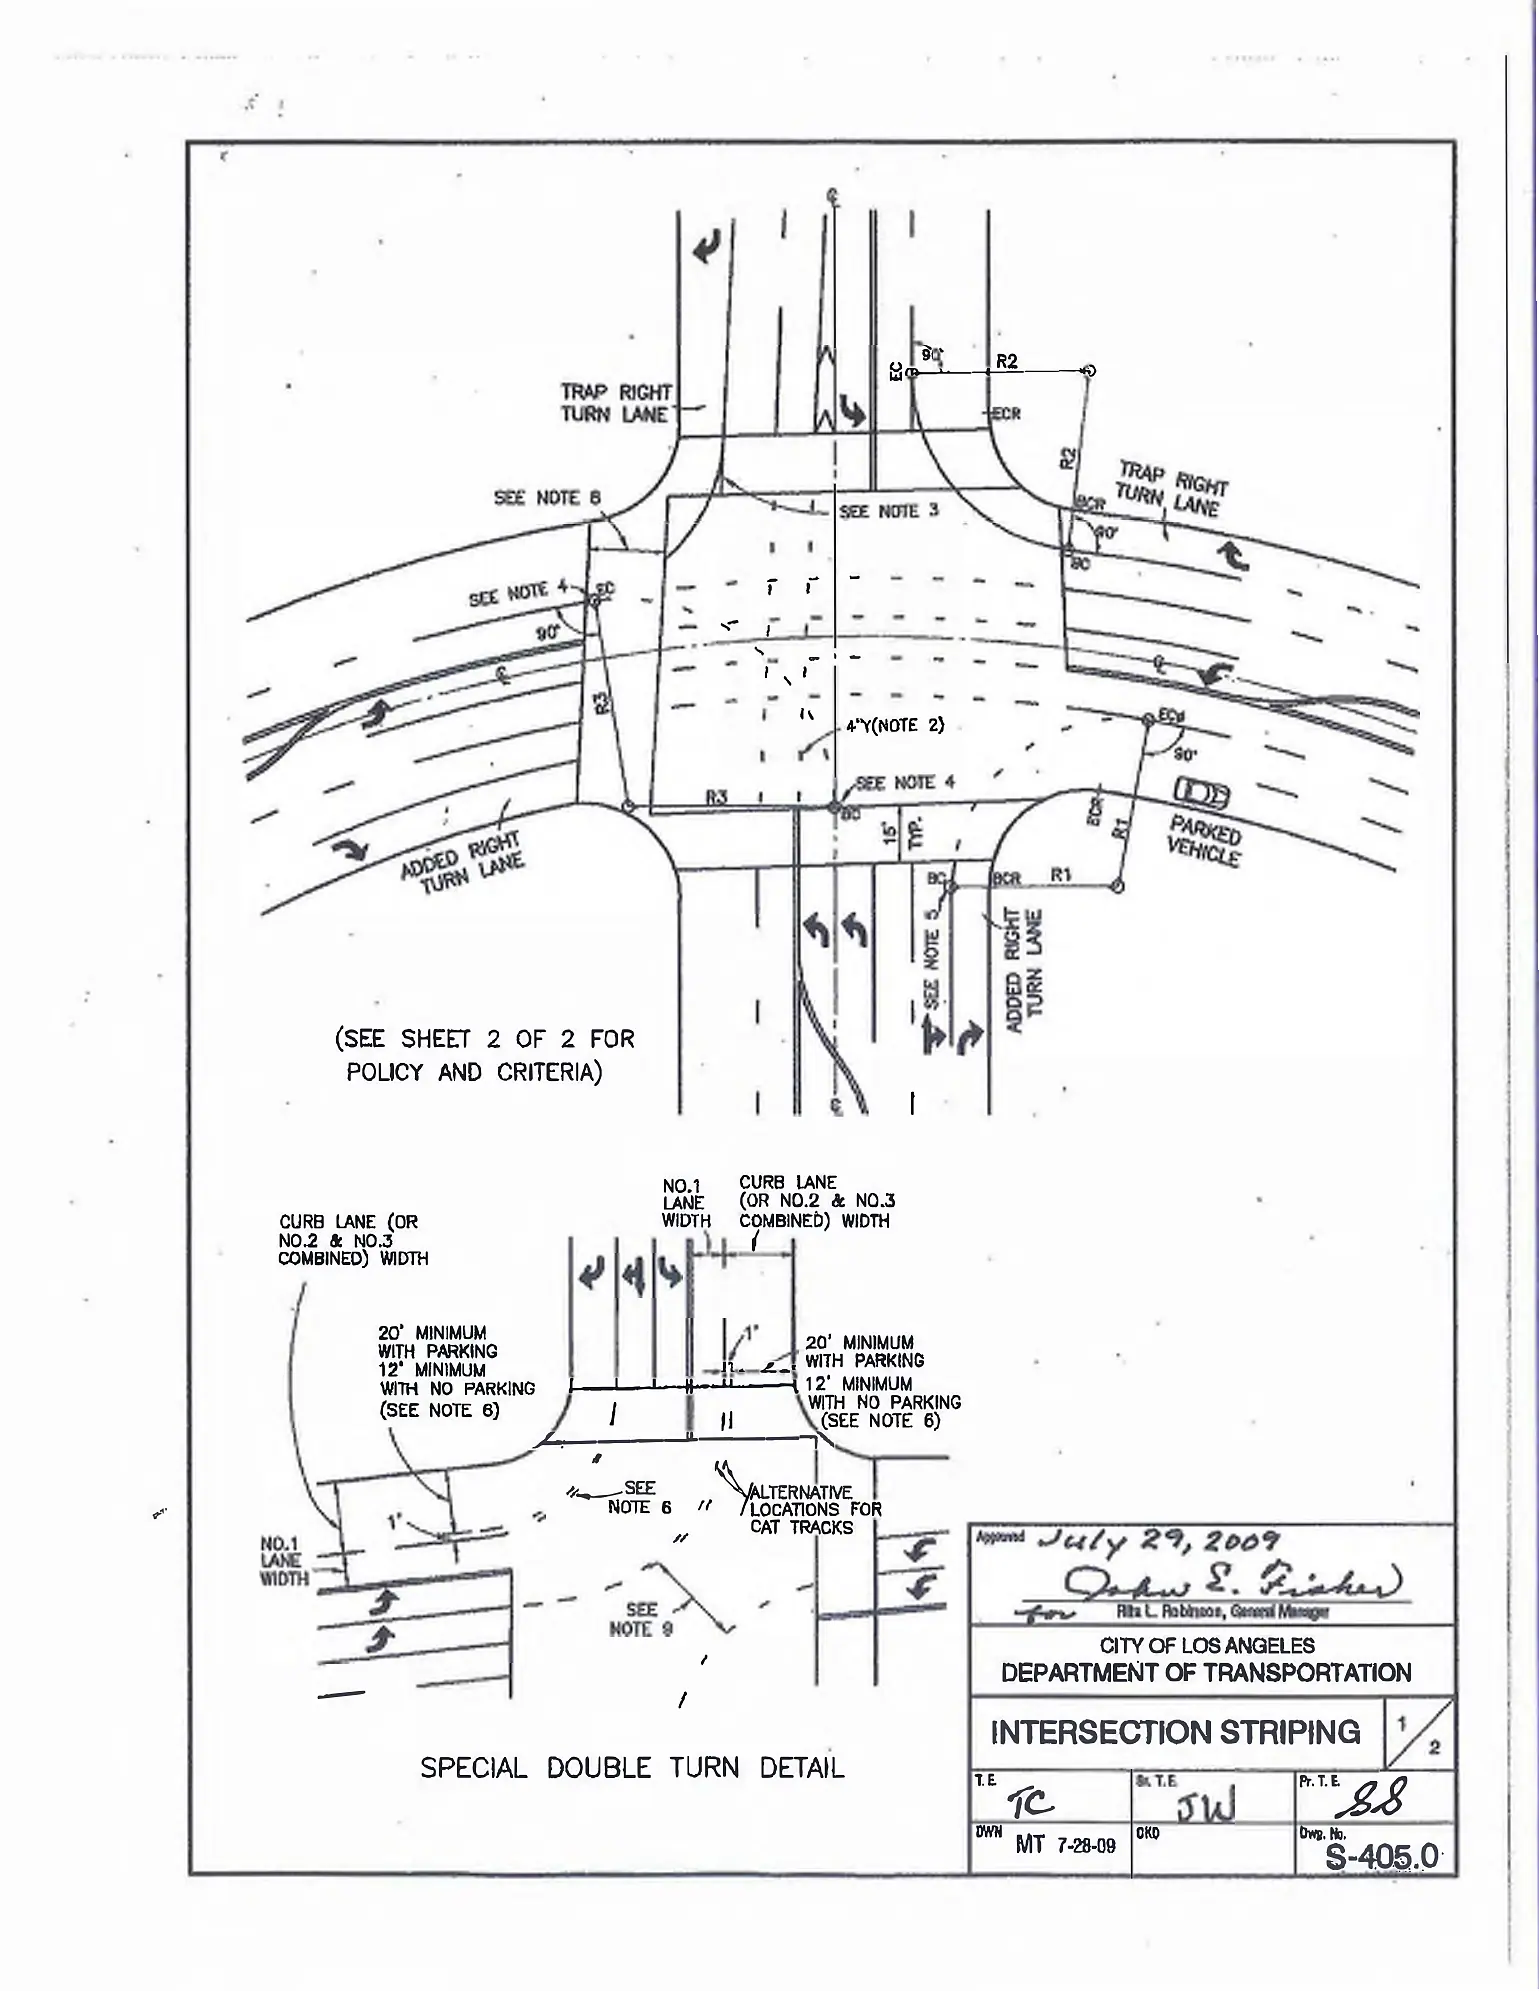 ℄
90°
R2
EC
TRAP RIGHT
TURN LANE
ECR
R2
TRAP RIGHT
TURN LANE
BCR
SEE NOTE 8
SEE NOTE 3
90°
SEE NOTE 4
EC
90°
℄
℄
R3
4"Y(NOTE 2)
90°
SEE NOTE 4
R3
BC
15'
TYP.
ECR
R1
PARKED
VEHICLE
ADDED RIGHT
TURN LANE
BC
BCR
R1
SEE NOTE 5
ADDED RIGHT
TURN LANE
(SEE SHEET 2 OF 2 FOR
POLICY AND CRITERIA)
℄
NO.1
LANE
WIDTH
CURB LANE
(OR NO.2 & NO.3
COMBINED) WIDTH
CURB LANE (OR
NO.2 & NO.3
COMBINED) WIDTH
20' MINIMUM
WITH PARKING
12' MINIMUM
WITH NO PARKING
(SEE NOTE 6)
1'
20' MINIMUM
WITH PARKING
12' MINIMUM
WITH NO PARKING
(SEE NOTE 6)
SEE
NOTE 6
ALTERNATIVE
LOCATIONS FOR
CAT TRACKS
1'
NO.1
LANE
WIDTH
SEE
NOTE 9
SPECIAL DOUBLE TURN DETAIL
Approved July 29, 2009
John E. Fisher
for Rita L. Robinson, General Manager
CITY OF LOS ANGELES
DEPARTMENT OF TRANSPORTATION
INTERSECTION STRIPING
1/2
T.E. TC
Sr. T.E. JW
Pr. T.E. SS
DWN MT 7-28-09
CKD
Dwg. No. S-405.0